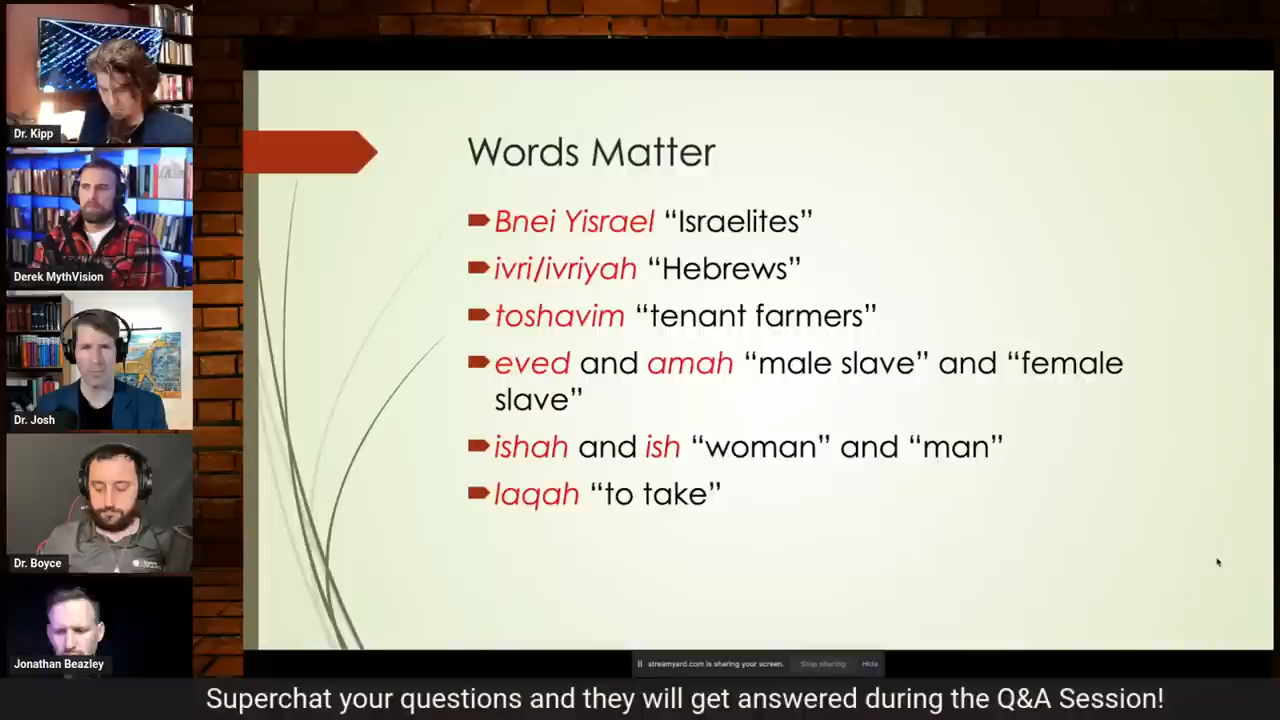 Dr. Kipp
Derek MythVision
Dr. Josh
Dr. Boyce
Jonathan Beazley
Words Matter
Bnei Yisrael “Israelites”
ivri/ivriyah “Hebrews”
toshavim “tenant farmers”
eved and amah “male slave” and “female
slave”
ishah and ish “woman” and “man”
laqah “to take”
streamyard.com is sharing your screen.
Stop sharing
Hide
Superchat your questions and they will get answered during the Q&A Session!